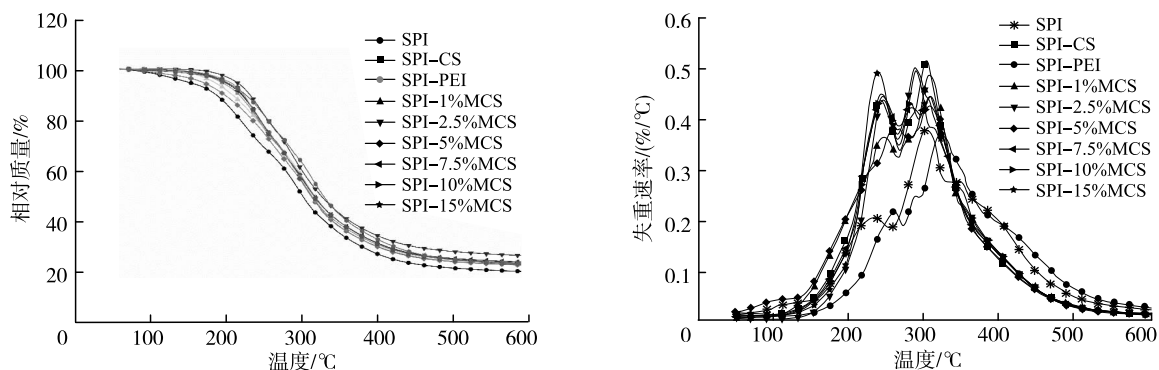 120
100
80
60
40
20
0
100
200
300
400
500
600
相对质量/%
温度/℃
SPI
SPI-CS
SPI-PEI
SPI-1%MCS
SPI-2.5%MCS
SPI-5%MCS
SPI-7.5%MCS
SPI-10%MCS
SPI-15%MCS
0.6
0.5
0.4
0.3
0.2
0.1
0
100
200
300
400
500
600
失重速率/(%/℃)
温度/℃
SPI
SPI-CS
SPI-PEI
SPI-1%MCS
SPI-2.5%MCS
SPI-5%MCS
SPI-7.5%MCS
SPI-10%MCS
SPI-15%MCS